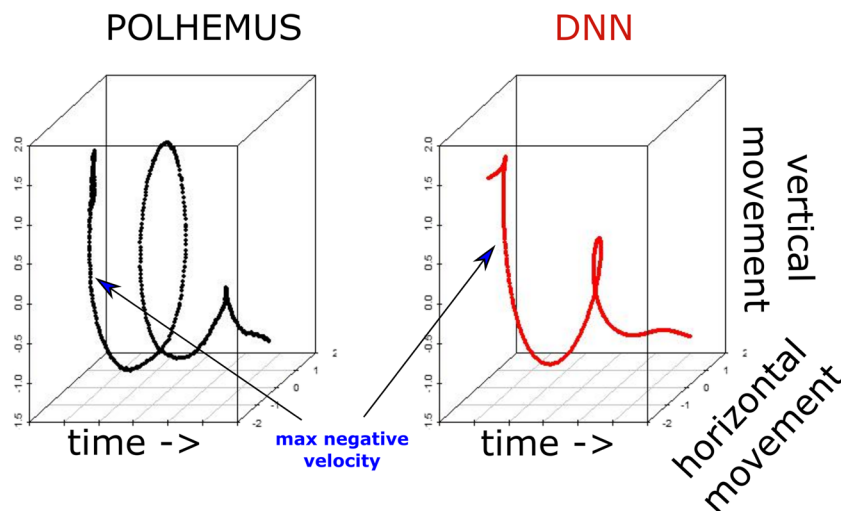 POLHEMUS
DNN
2.0
1.5
1.0
0.5
0.0
-0.5
-1.0
1.5
2
1
0
-1
-2
time ->
max negative
velocity
2.0
1.5
1.0
0.5
0.0
-0.5
-1.0
1.5
2
1
0
-1
-2
time ->
vertical
movement
horizontal
movement